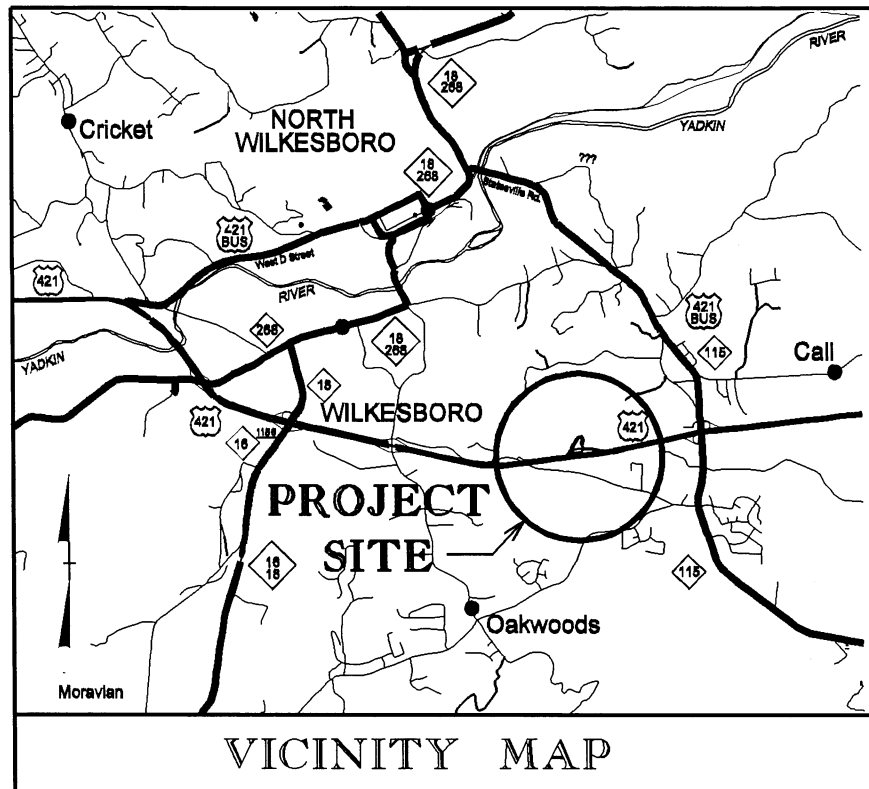 RIVER
18
268
YADKIN
Cricket
NORTH
WILKESBORO
18
268
???
Statesville Rd.
421
BUS
West D Street
421
RIVER
421
BUS
268
18
268
115
Call
YADKIN
18
WILKESBORO
421
421
16
PROJECT
SITE
16
18
115
Oakwoods
Moravian
VICINITY MAP